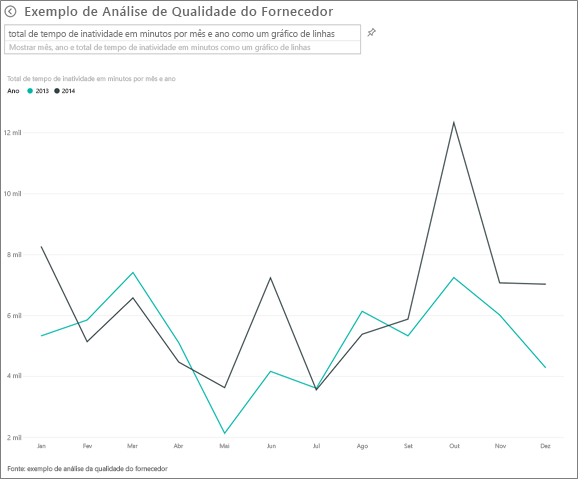 Exemplo de Análise de Qualidade do Fornecedor
total de tempo de inatividade em minutos por mês e ano como um gráfico de linhas
Mostrar mês, ano e total de tempo de inatividade em minutos como um gráfico de linhas
Total de tempo de inatividade em minutos por mês e ano
Ano 2013 2014
12 mil
10 mil
8 mil
6 mil
4 mil
2 mil
Jan Fev Mar Abr Mai Jun Jul Ago Set Out Nov Dez
Fonte: exemplo de análise da qualidade do fornecedor